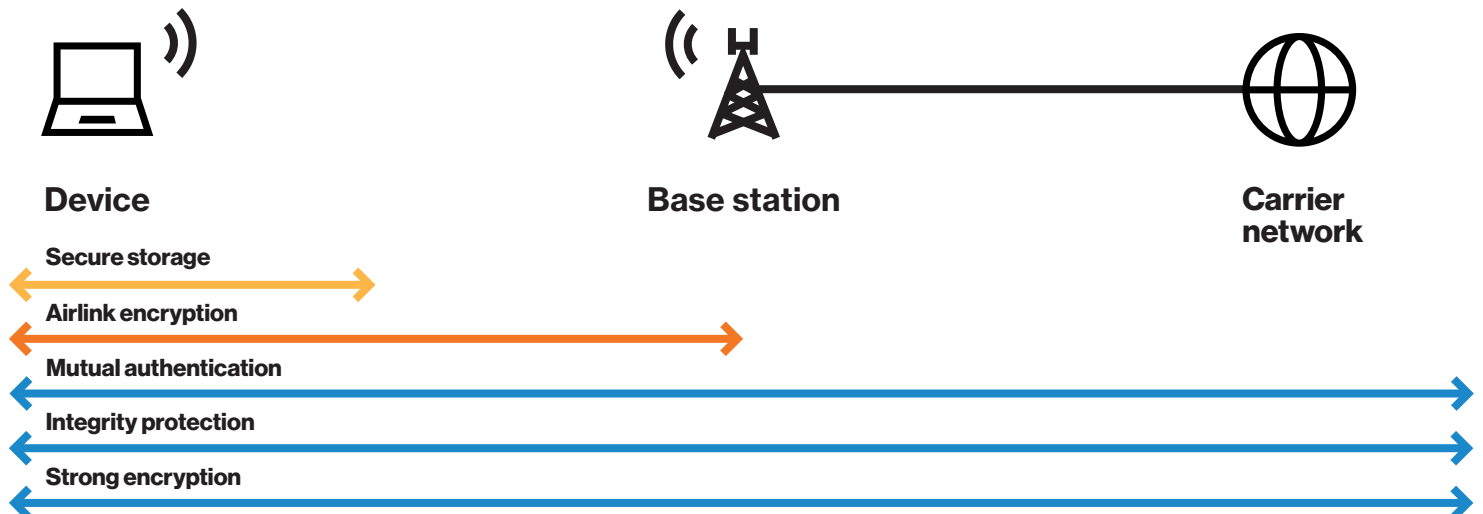 Device
Base station
Carrier
network
Secure storage
Airlink encryption
Mutual authentication
Integrity protection
Strong encryption